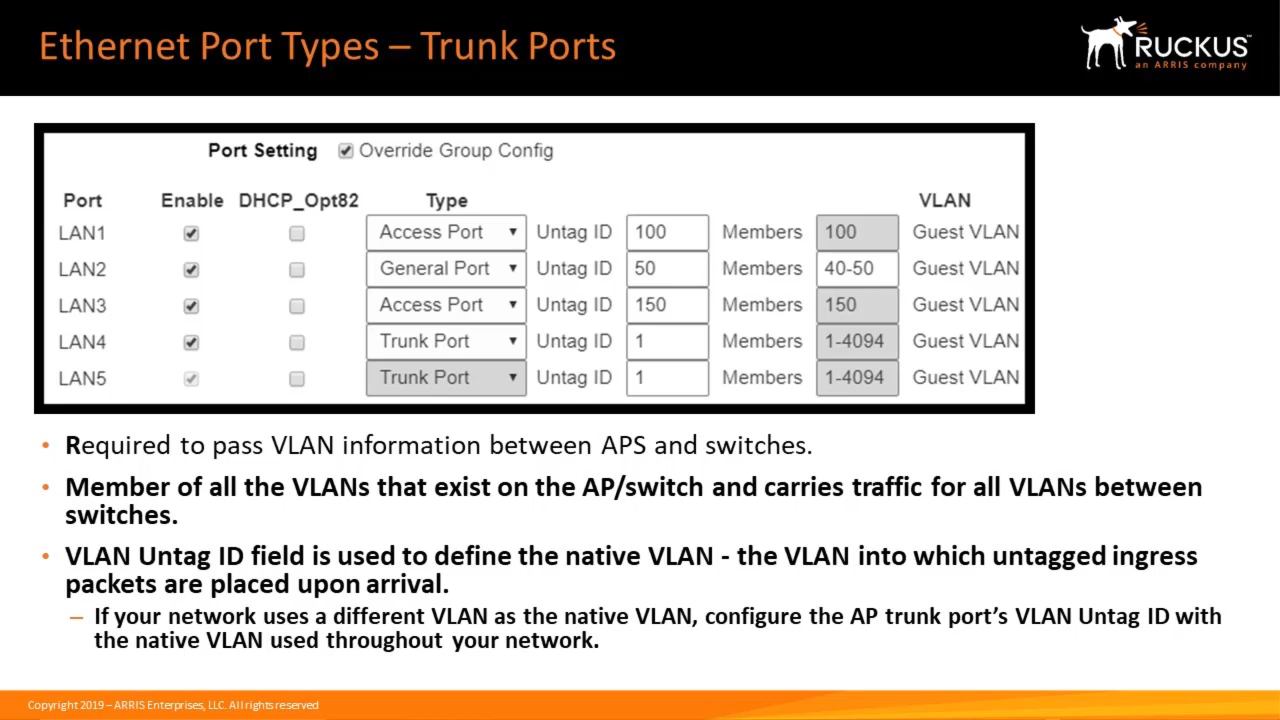 Ethernet Port Types – Trunk Ports
RUCKUS™
an ARRIS company
Port Setting Override Group Config
Port Enable DHCP_Opt82 Type VLAN
LAN1 Access Port Untag ID 100 Members 100 Guest VLAN
LAN2 General Port Untag ID 50 Members 40-50 Guest VLAN
LAN3 Access Port Untag ID 150 Members 150 Guest VLAN
LAN4 Trunk Port Untag ID 1 Members 1-4094 Guest VLAN
LAN5 Trunk Port Untag ID 1 Members 1-4094 Guest VLAN
• Required to pass VLAN information between APS and switches.
• Member of all the VLANs that exist on the AP/switch and carries traffic for all VLANs between
switches.
• VLAN Untag ID field is used to define the native VLAN - the VLAN into which untagged ingress
packets are placed upon arrival.
– If your network uses a different VLAN as the native VLAN, configure the AP trunk port's VLAN Untag ID with
the native VLAN used throughout your network.
Copyright 2019 – ARRIS Enterprises, LLC. All rights reserved